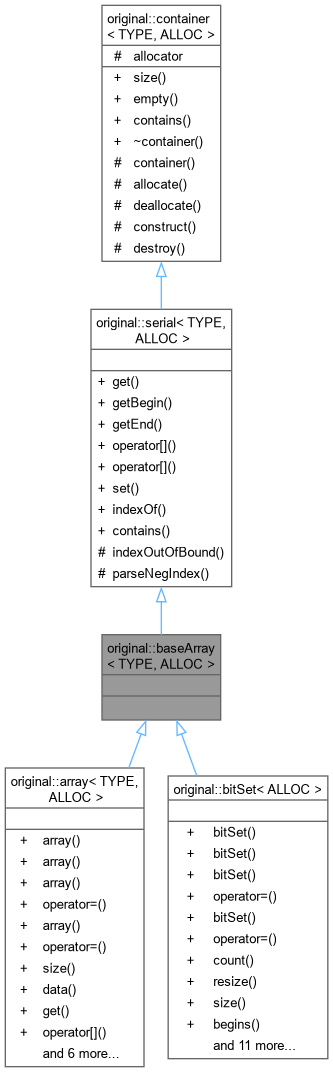 original::container
< TYPE, ALLOC >
# allocator
+ size()
+ empty()
+ contains()
+ ~container()
# container()
# allocate()
# deallocate()
# construct()
# destroy()
original::serial< TYPE,
ALLOC >
+ get()
+ getBegin()
+ getEnd()
+ operator[]()
+ operator[]()
+ set()
+ indexOf()
+ contains()
# indexOutOfBound()
# parseNegIndex()
original::baseArray
< TYPE, ALLOC >
original::array< TYPE,
ALLOC >
+ array()
+ array()
+ array()
+ operator=()
+ array()
+ operator=()
+ size()
+ data()
+ get()
+ operator[]()
and 6 more...
original::bitSet< ALLOC >
+ bitSet()
+ bitSet()
+ bitSet()
+ operator=()
+ bitSet()
+ operator=()
+ count()
+ resize()
+ size()
+ begins()
and 11 more...